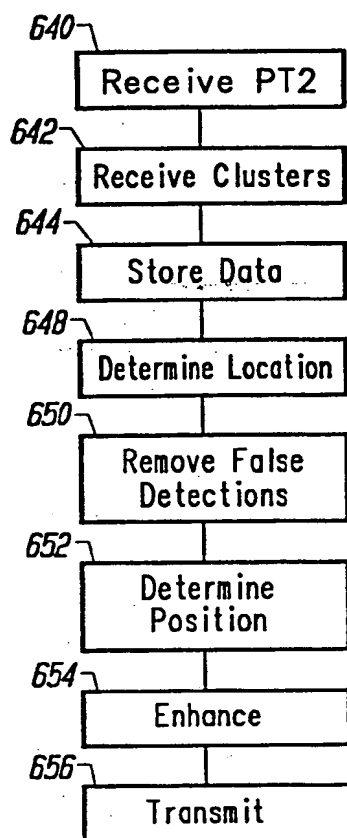 640
Receive PT2
642
Receive Clusters
644
Store Data
648
Determine Location
650
Remove False
Detections
652
Determine
Position
654
Enhance
656
Transmit